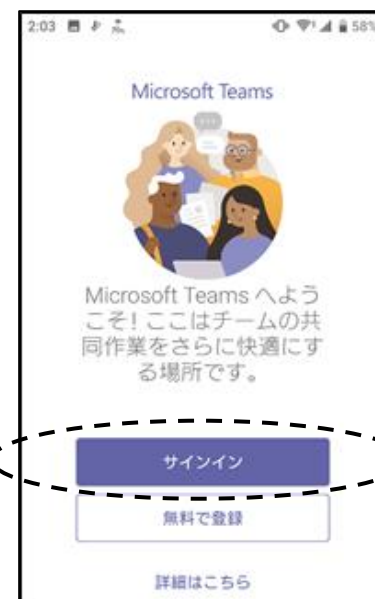 2:03
58%
Microsoft Teams
Microsoft Teams へよう
こそ! ここはチームの共
同作業をさらに快適にす
る場所です。
サインイン
無料で登録
詳細はこちら